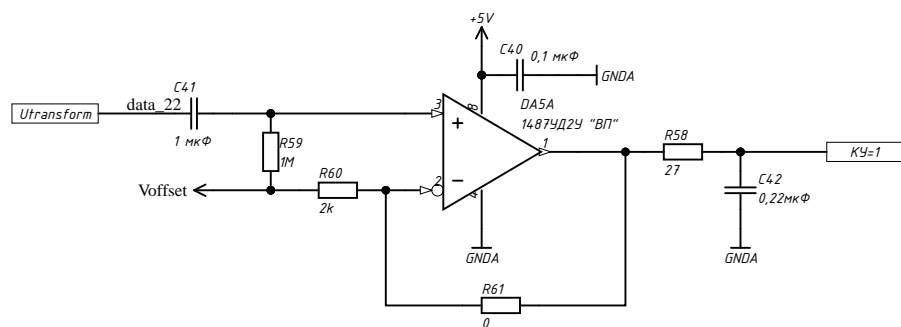 +5V
C40
0,1 мкФ
GNDA
C41
DA5A
Utransform
data_22
3
8
1487УД2У "ВП"
1 мкФ
R59
1M
+
1
R58
27
КУ=1
Voffset
R60
2k
2
−
4
C42
0,22мкФ
GNDA
GNDA
R61
0